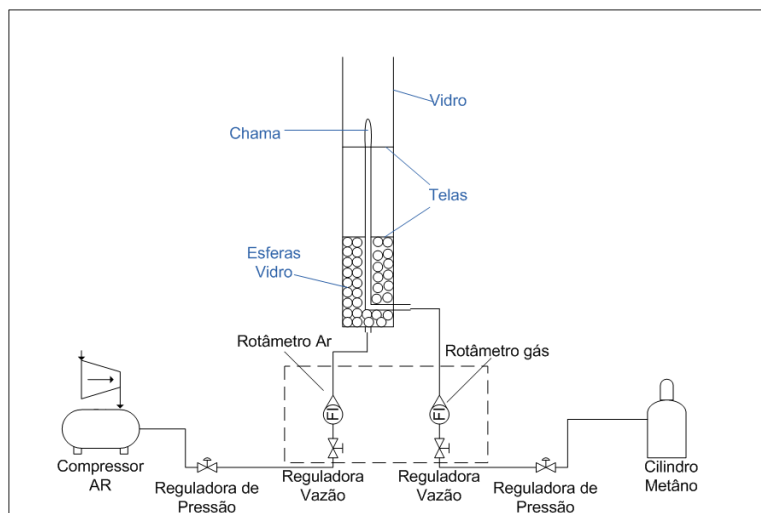 Vidro
Chama
Telas
Esferas
Vidro
Rotâmetro Ar
Rotâmetro gás
FI
FI
Compressor
AR
Reguladora de
Pressão
Reguladora
Vazão
Reguladora
Vazão
Reguladora de
Pressão
Cilindro
Metâno